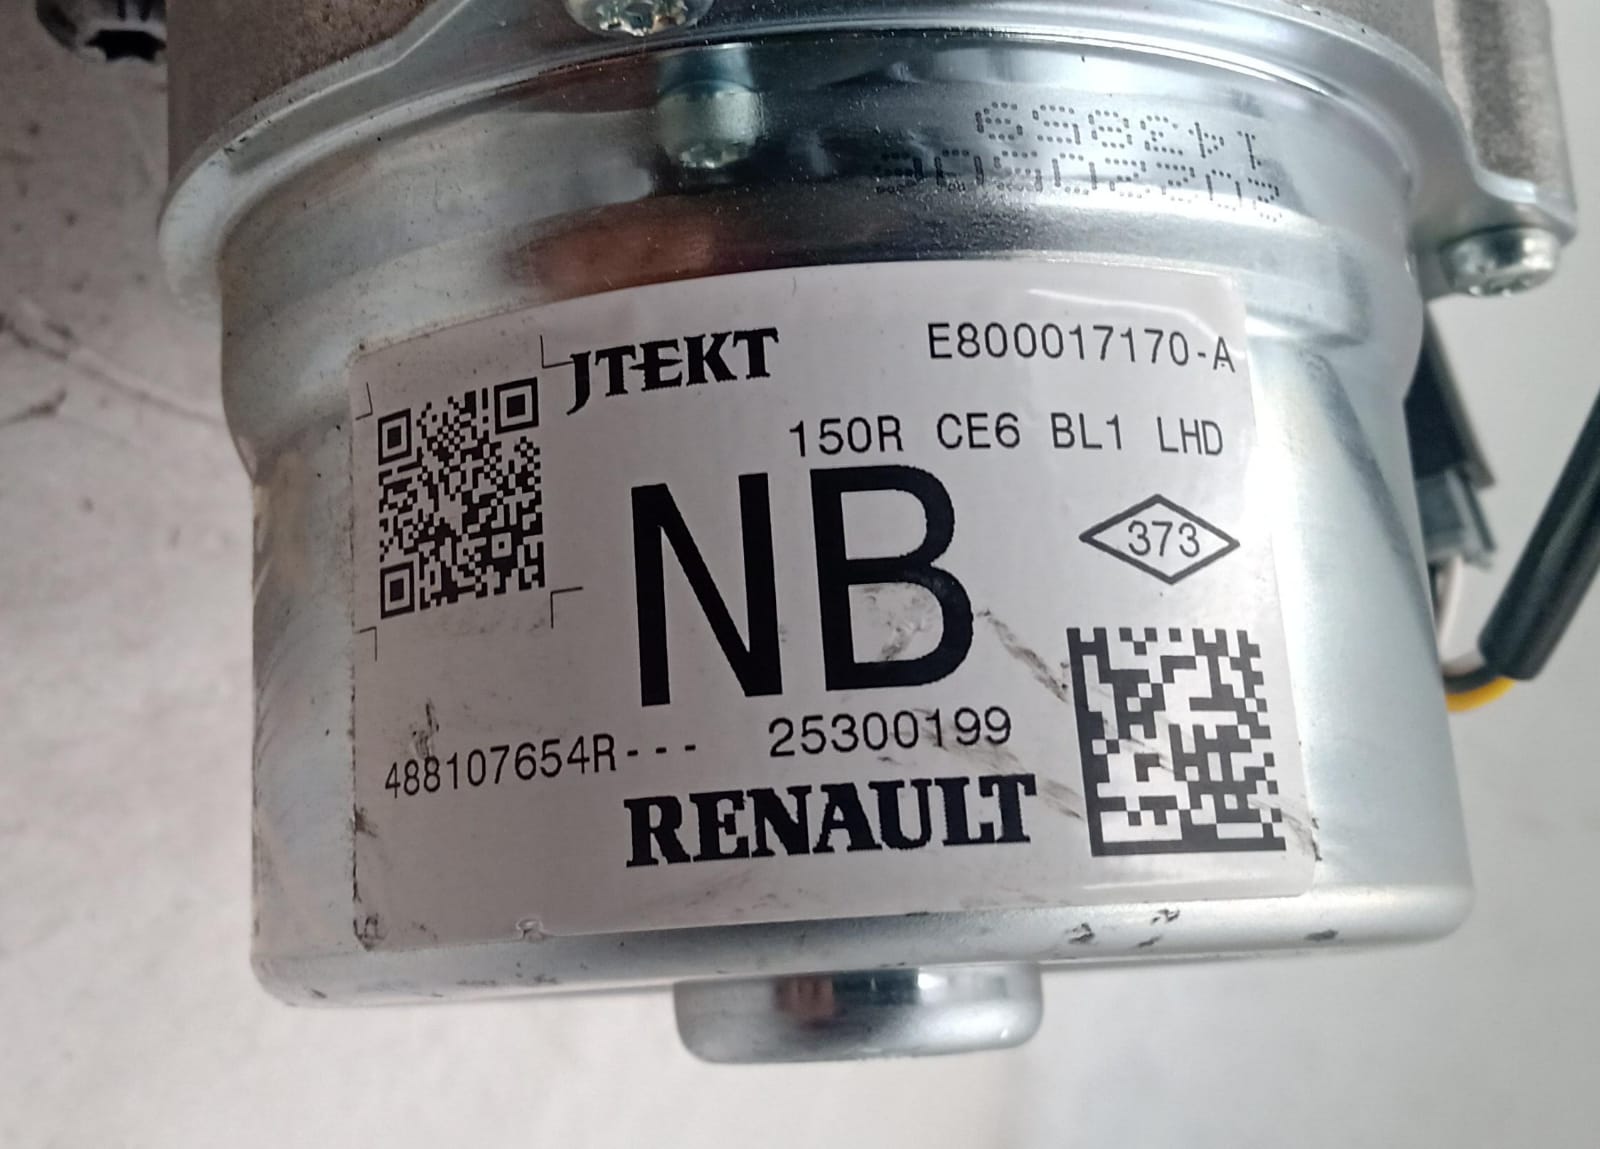 JTEKT E800017170-A
150R CE6 BL1 LHD
NB
373
488107654R--- 25300199
RENAULT